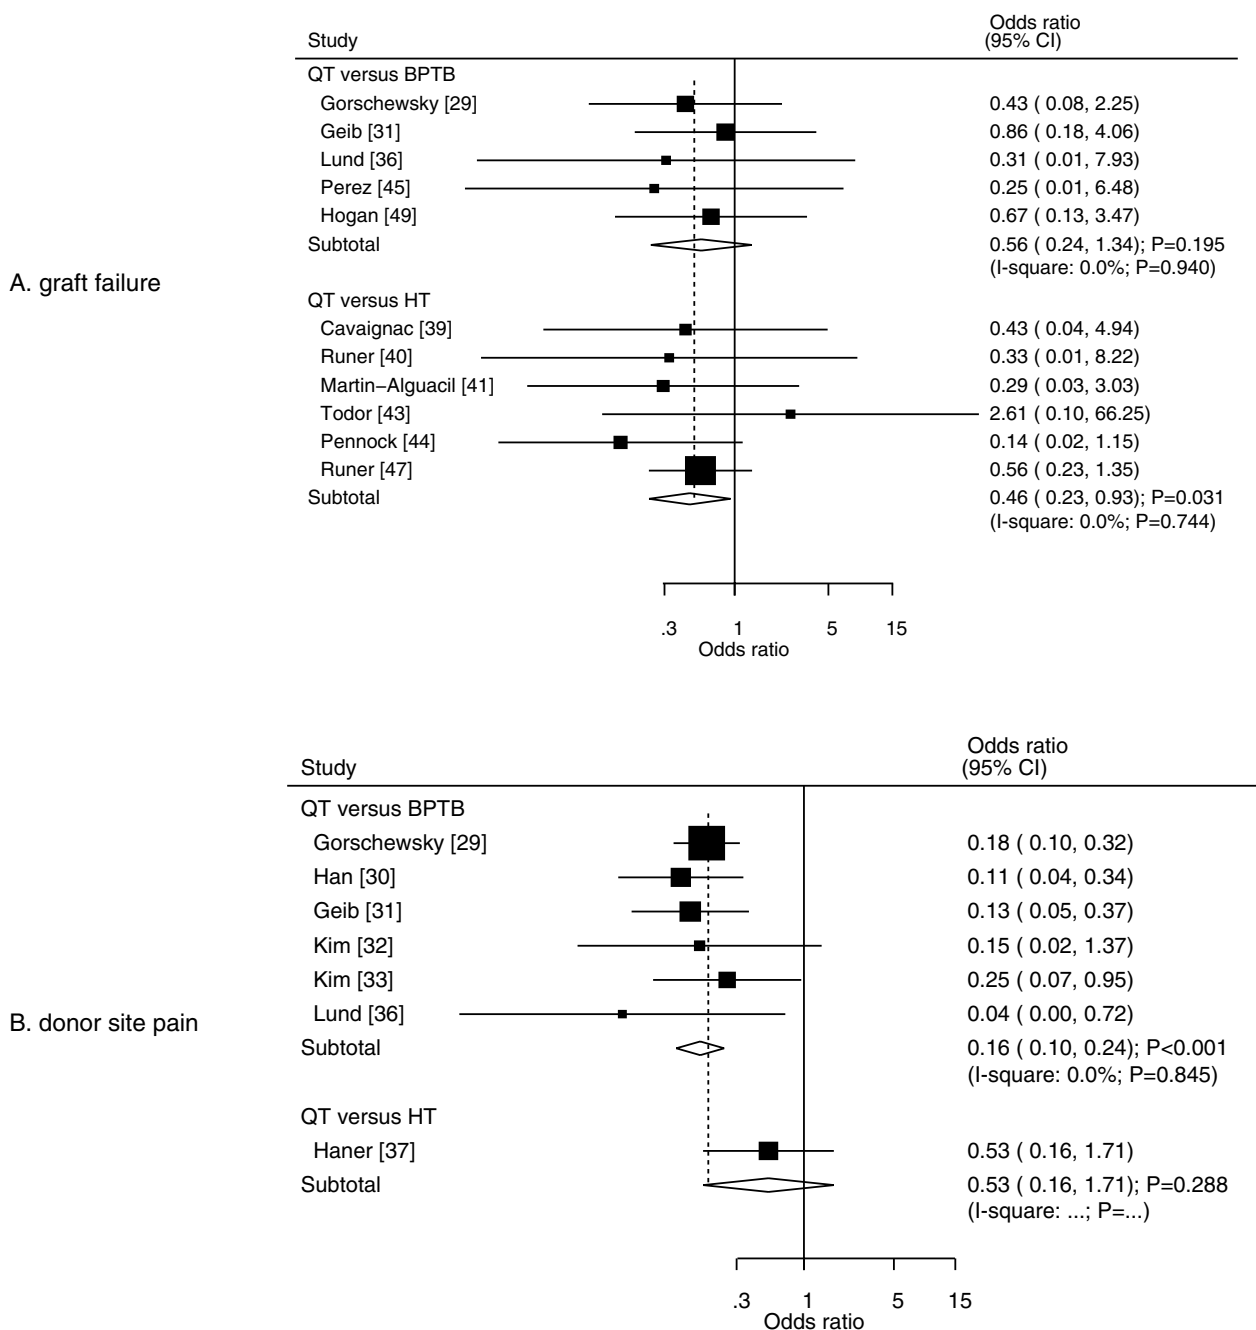 Study
Odds ratio
(95% CI)
QT versus BPTB
Gorschewsky [29] 0.43 ( 0.08, 2.25)
Geib [31] 0.86 ( 0.18, 4.06)
Lund [36] 0.31 ( 0.01, 7.93)
Perez [45] 0.25 ( 0.01, 6.48)
Hogan [49] 0.67 ( 0.13, 3.47)
Subtotal 0.56 ( 0.24, 1.34); P=0.195
(I-square: 0.0%; P=0.940)
A. graft failure
QT versus HT
Cavaignac [39] 0.43 ( 0.04, 4.94)
Runer [40] 0.33 ( 0.01, 8.22)
Martin−Alguacil [41] 0.29 ( 0.03, 3.03)
Todor [43] 2.61 ( 0.10, 66.25)
Pennock [44] 0.14 ( 0.02, 1.15)
Runer [47] 0.56 ( 0.23, 1.35)
Subtotal 0.46 ( 0.23, 0.93); P=0.031
(I-square: 0.0%; P=0.744)
.3 1 5 15
Odds ratio
Study
Odds ratio
(95% CI)
QT versus BPTB
Gorschewsky [29] 0.18 ( 0.10, 0.32)
Han [30] 0.11 ( 0.04, 0.34)
Geib [31] 0.13 ( 0.05, 0.37)
Kim [32] 0.15 ( 0.02, 1.37)
Kim [33] 0.25 ( 0.07, 0.95)
Lund [36] 0.04 ( 0.00, 0.72)
B. donor site pain
Subtotal 0.16 ( 0.10, 0.24); P<0.001
(I-square: 0.0%; P=0.845)
QT versus HT
Haner [37] 0.53 ( 0.16, 1.71)
Subtotal 0.53 ( 0.16, 1.71); P=0.288
(I-square: ...; P=...)
.3 1 5 15
Odds ratio